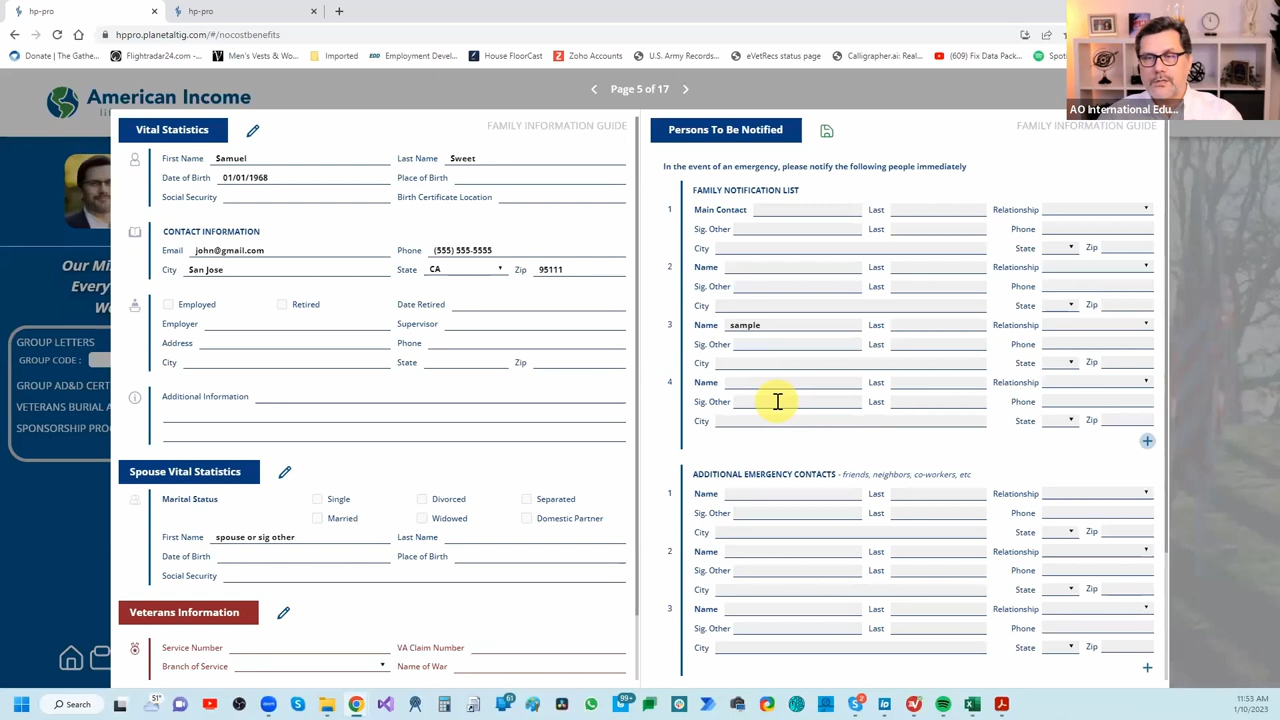 hp-pro
hp-pro
hppro.planetaltig.com/#/nocostbenefits
Donate | The Gathe...
Flightradar24.com -...
Men's Vests & Wo...
Imported
EDD Employment Devel...
House FloorCast
Zoho Accounts
U.S. Army Records...
eVetRecs status page
Calligrapher.ai: Real...
(609) Fix Data Pack...
Spot
AO International Edu...
American Income
Page 5 of 17
Vital Statistics
FAMILY INFORMATION GUIDE
First Name Samuel Last Name Sweet
Date of Birth 01/01/1968 Place of Birth
Social Security Birth Certificate Location
CONTACT INFORMATION
Email john@gmail.com Phone (555) 555-5555
City San Jose State CA Zip 95111
Employed Retired Date Retired
Employer Supervisor
Address Phone
City State Zip
Additional Information
Spouse Vital Statistics
Marital Status Single Divorced Separated
Married Widowed Domestic Partner
First Name spouse or sig other Last Name
Date of Birth Place of Birth
Social Security
Veterans Information
Service Number VA Claim Number
Branch of Service Name of War
Persons To Be Notified
FAMILY INFORMATION GUIDE
In the event of an emergency, please notify the following people immediately
FAMILY NOTIFICATION LIST
1 Main Contact Last Relationship
Sig. Other Last Phone
City State Zip
2 Name Last Relationship
Sig. Other Last Phone
City State Zip
3 Name sample Last Relationship
Sig. Other Last Phone
City State Zip
4 Name Last Relationship
Sig. Other Last Phone
City State Zip
ADDITIONAL EMERGENCY CONTACTS - friends, neighbors, co-workers, etc
1 Name Last Relationship
Sig. Other Last Phone
City State Zip
2 Name Last Relationship
Sig. Other Last Phone
City State Zip
3 Name Last Relationship
Sig. Other Last Phone
City State Zip
Our Mi
Every
W
GROUP LETTERS
GROUP CODE :
GROUP AD&D CERT
VETERANS BURIAL A
SPONSORSHIP PRO
Search
51°
61
99+
2
11:53 AM
1/10/2023